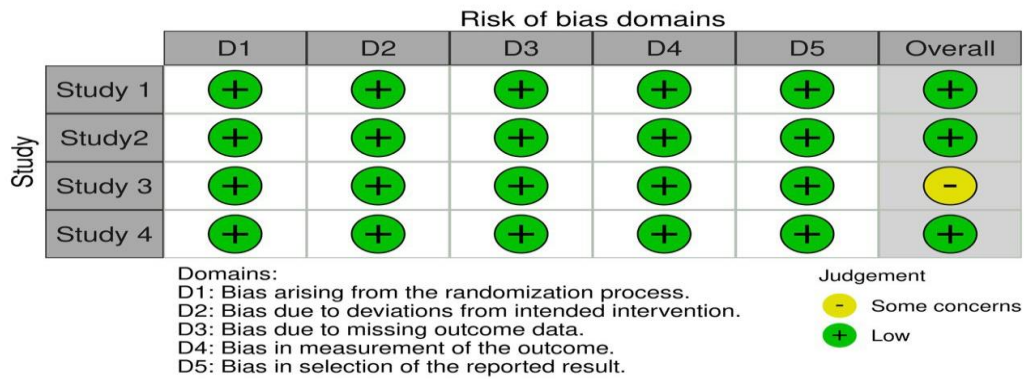 Risk of bias domains
D1 D2 D3 D4 D5 Overall
Study
Study 1 + + + + + +
Study2 + + + + + +
Study 3 + + + + + -
Study 4 + + + + + +
Domains:
D1: Bias arising from the randomization process.
D2: Bias due to deviations from intended intervention.
D3: Bias due to missing outcome data.
D4: Bias in measurement of the outcome.
D5: Bias in selection of the reported result.
Judgement
- Some concerns
+ Low